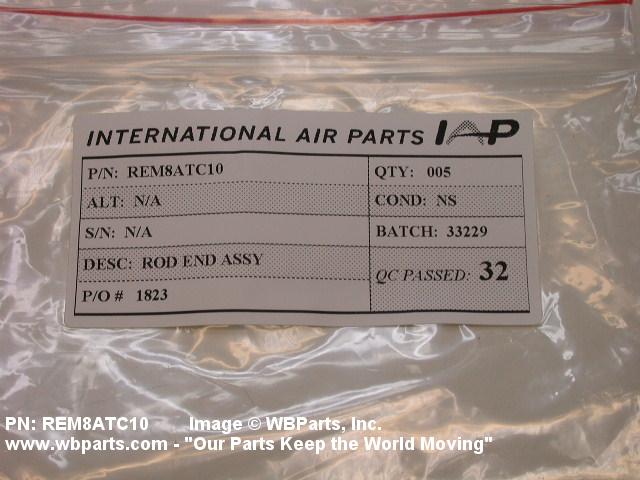 INTERNATIONAL AIR PARTS IAP
P/N: REM8ATC10
QTY: 005
ALT: N/A
COND: NS
S/N: N/A
BATCH: 33229
DESC: ROD END ASSY
QC PASSED: 32
P/O # 1823
PN: REM8ATC10 Image © WBParts, Inc.
www.wbparts.com - "Our Parts Keep the World Moving"